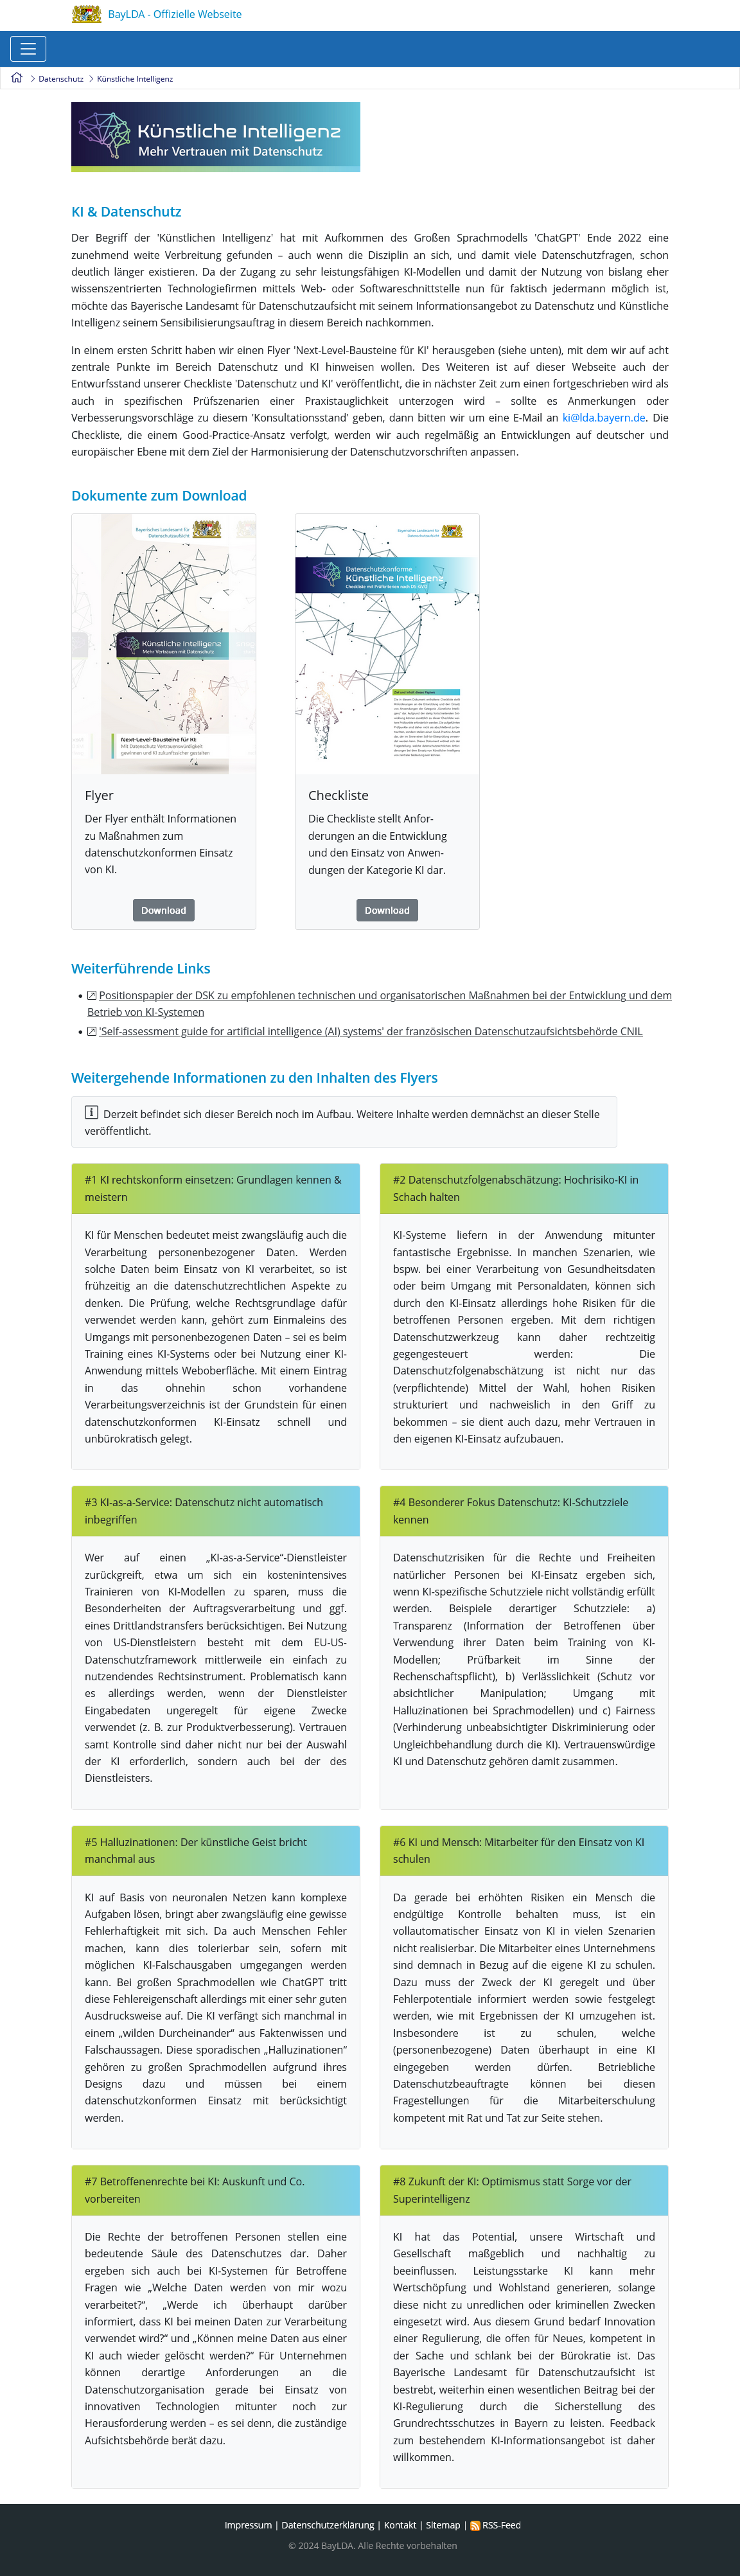 BayLDA - Offizielle Webseite
Datenschutz
Künstliche Intelligenz
Künstliche Intelligenz
Mehr Vertrauen mit Datenschutz
KI & Datenschutz
Der Begriff der 'Künstlichen Intelligenz' hat mit Aufkommen des Großen Sprachmodells 'ChatGPT' Ende 2022 eine
zunehmend weite Verbreitung gefunden – auch wenn die Disziplin an sich, und damit viele Datenschutzfragen, schon
deutlich länger existieren. Da der Zugang zu sehr leistungsfähigen KI-Modellen und damit der Nutzung von bislang eher
wissenszentrierten Technologiefirmen mittels Web- oder Softwareschnittstelle nun für faktisch jedermann möglich ist,
möchte das Bayerische Landesamt für Datenschutzaufsicht mit seinem Informationsangebot zu Datenschutz und Künstliche
Intelligenz seinem Sensibilisierungsauftrag in diesem Bereich nachkommen.
In einem ersten Schritt haben wir einen Flyer 'Next-Level-Bausteine für KI' herausgeben (siehe unten), mit dem wir auf acht
zentrale Punkte im Bereich Datenschutz und KI hinweisen wollen. Des Weiteren ist auf dieser Webseite auch der
Entwurfsstand unserer Checkliste 'Datenschutz und KI' veröffentlicht, die in nächster Zeit zum einen fortgeschrieben wird als
auch in spezifischen Prüfszenarien einer Praxistauglichkeit unterzogen wird – sollte es Anmerkungen oder
Verbesserungsvorschläge zu diesem 'Konsultationsstand' geben, dann bitten wir um eine E-Mail an ki@lda.bayern.de. Die
Checkliste, die einem Good-Practice-Ansatz verfolgt, werden wir auch regelmäßig an Entwicklungen auf deutscher und
europäischer Ebene mit dem Ziel der Harmonisierung der Datenschutzvorschriften anpassen.
Dokumente zum Download
Bayerisches Landesamt für
Datenschutzaufsicht
Künstliche Intelligenz
Mehr Vertrauen mit Datenschutz
Next-Level-Bausteine für KI:
Mit Datenschutz Vertrauenswürdigkeit
gewinnen und KI zukunftssicher gestalten
Flyer
Der Flyer enthält Informationen
zu Maßnahmen zum
datenschutzkonformen Einsatz
von KI.
Download
Bayerisches Landesamt für
Datenschutzaufsicht
Datenschutzkonforme
Künstliche Intelligenz
Checkliste mit Prüfkriterien nach DS-GVO
Ziel und Inhalt dieses Papiers
Checkliste
Die Checkliste stellt Anfor-
derungen an die Entwicklung
und den Einsatz von Anwen-
dungen der Kategorie KI dar.
Download
Weiterführende Links
Positionspapier der DSK zu empfohlenen technischen und organisatorischen Maßnahmen bei der Entwicklung und dem
Betrieb von KI-Systemen
'Self-assessment guide for artificial intelligence (AI) systems' der französischen Datenschutzaufsichtsbehörde CNIL
Weitergehende Informationen zu den Inhalten des Flyers
Derzeit befindet sich dieser Bereich noch im Aufbau. Weitere Inhalte werden demnächst an dieser Stelle
veröffentlicht.
#1 KI rechtskonform einsetzen: Grundlagen kennen &
meistern
KI für Menschen bedeutet meist zwangsläufig auch die
Verarbeitung personenbezogener Daten. Werden
solche Daten beim Einsatz von KI verarbeitet, so ist
frühzeitig an die datenschutzrechtlichen Aspekte zu
denken. Die Prüfung, welche Rechtsgrundlage dafür
verwendet werden kann, gehört zum Einmaleins des
Umgangs mit personenbezogenen Daten – sei es beim
Training eines KI-Systems oder bei Nutzung einer KI-
Anwendung mittels Weboberfläche. Mit einem Eintrag
in das ohnehin schon vorhandene
Verarbeitungsverzeichnis ist der Grundstein für einen
datenschutzkonformen KI-Einsatz schnell und
unbürokratisch gelegt.
#2 Datenschutzfolgenabschätzung: Hochrisiko-KI in
Schach halten
KI-Systeme liefern in der Anwendung mitunter
fantastische Ergebnisse. In manchen Szenarien, wie
bspw. bei einer Verarbeitung von Gesundheitsdaten
oder beim Umgang mit Personaldaten, können sich
durch den KI-Einsatz allerdings hohe Risiken für die
betroffenen Personen ergeben. Mit dem richtigen
Datenschutzwerkzeug kann daher rechtzeitig
gegengesteuert werden: Die
Datenschutzfolgenabschätzung ist nicht nur das
(verpflichtende) Mittel der Wahl, hohen Risiken
strukturiert und nachweislich in den Griff zu
bekommen – sie dient auch dazu, mehr Vertrauen in
den eigenen KI-Einsatz aufzubauen.
#3 KI-as-a-Service: Datenschutz nicht automatisch
inbegriffen
Wer auf einen „KI-as-a-Service“-Dienstleister
zurückgreift, etwa um sich ein kostenintensives
Trainieren von KI-Modellen zu sparen, muss die
Besonderheiten der Auftragsverarbeitung und ggf.
eines Drittlandstransfers berücksichtigen. Bei Nutzung
von US-Dienstleistern besteht mit dem EU-US-
Datenschutzframework mittlerweile ein einfach zu
nutzendendes Rechtsinstrument. Problematisch kann
es allerdings werden, wenn der Dienstleister
Eingabedaten ungeregelt für eigene Zwecke
verwendet (z. B. zur Produktverbesserung). Vertrauen
samt Kontrolle sind daher nicht nur bei der Auswahl
der KI erforderlich, sondern auch bei der des
Dienstleisters.
#4 Besonderer Fokus Datenschutz: KI-Schutzziele
kennen
Datenschutzrisiken für die Rechte und Freiheiten
natürlicher Personen bei KI-Einsatz ergeben sich,
wenn KI-spezifische Schutzziele nicht vollständig erfüllt
werden. Beispiele derartiger Schutzziele: a)
Transparenz (Information der Betroffenen über
Verwendung ihrer Daten beim Training von KI-
Modellen; Prüfbarkeit im Sinne der
Rechenschaftspflicht), b) Verlässlichkeit (Schutz vor
absichtlicher Manipulation; Umgang mit
Halluzinationen bei Sprachmodellen) und c) Fairness
(Verhinderung unbeabsichtigter Diskriminierung oder
Ungleichbehandlung durch die KI). Vertrauenswürdige
KI und Datenschutz gehören damit zusammen.
#5 Halluzinationen: Der künstliche Geist bricht
manchmal aus
KI auf Basis von neuronalen Netzen kann komplexe
Aufgaben lösen, bringt aber zwangsläufig eine gewisse
Fehlerhaftigkeit mit sich. Da auch Menschen Fehler
machen, kann dies tolerierbar sein, sofern mit
möglichen KI-Falschausgaben umgegangen werden
kann. Bei großen Sprachmodellen wie ChatGPT tritt
diese Fehlereigenschaft allerdings mit einer sehr guten
Ausdrucksweise auf. Die KI verfängt sich manchmal in
einem „wilden Durcheinander“ aus Faktenwissen und
Falschaussagen. Diese sporadischen „Halluzinationen“
gehören zu großen Sprachmodellen aufgrund ihres
Designs dazu und müssen bei einem
datenschutzkonformen Einsatz mit berücksichtigt
werden.
#6 KI und Mensch: Mitarbeiter für den Einsatz von KI
schulen
Da gerade bei erhöhten Risiken ein Mensch die
endgültige Kontrolle behalten muss, ist ein
vollautomatischer Einsatz von KI in vielen Szenarien
nicht realisierbar. Die Mitarbeiter eines Unternehmens
sind demnach in Bezug auf die eigene KI zu schulen.
Dazu muss der Zweck der KI geregelt und über
Fehlerpotentiale informiert werden sowie festgelegt
werden, wie mit Ergebnissen der KI umzugehen ist.
Insbesondere ist zu schulen, welche
(personenbezogene) Daten überhaupt in eine KI
eingegeben werden dürfen. Betriebliche
Datenschutzbeauftragte können bei diesen
Fragestellungen für die Mitarbeiterschulung
kompetent mit Rat und Tat zur Seite stehen.
#7 Betroffenenrechte bei KI: Auskunft und Co.
vorbereiten
Die Rechte der betroffenen Personen stellen eine
bedeutende Säule des Datenschutzes dar. Daher
ergeben sich auch bei KI-Systemen für Betroffene
Fragen wie „Welche Daten werden von mir wozu
verarbeitet?“, „Werde ich überhaupt darüber
informiert, dass KI bei meinen Daten zur Verarbeitung
verwendet wird?“ und „Können meine Daten aus einer
KI auch wieder gelöscht werden?“ Für Unternehmen
können derartige Anforderungen an die
Datenschutzorganisation gerade bei Einsatz von
innovativen Technologien mitunter noch zur
Herausforderung werden – es sei denn, die zuständige
Aufsichtsbehörde berät dazu.
#8 Zukunft der KI: Optimismus statt Sorge vor der
Superintelligenz
KI hat das Potential, unsere Wirtschaft und
Gesellschaft maßgeblich und nachhaltig zu
beeinflussen. Leistungsstarke KI kann mehr
Wertschöpfung und Wohlstand generieren, solange
diese nicht zu unredlichen oder kriminellen Zwecken
eingesetzt wird. Aus diesem Grund bedarf Innovation
einer Regulierung, die offen für Neues, kompetent in
der Sache und schlank bei der Bürokratie ist. Das
Bayerische Landesamt für Datenschutzaufsicht ist
bestrebt, weiterhin einen wesentlichen Beitrag bei der
KI-Regulierung durch die Sicherstellung des
Grundrechtsschutzes in Bayern zu leisten. Feedback
zum bestehendem KI-Informationsangebot ist daher
willkommen.
Impressum | Datenschutzerklärung | Kontakt | Sitemap | RSS-Feed
© 2024 BayLDA. Alle Rechte vorbehalten